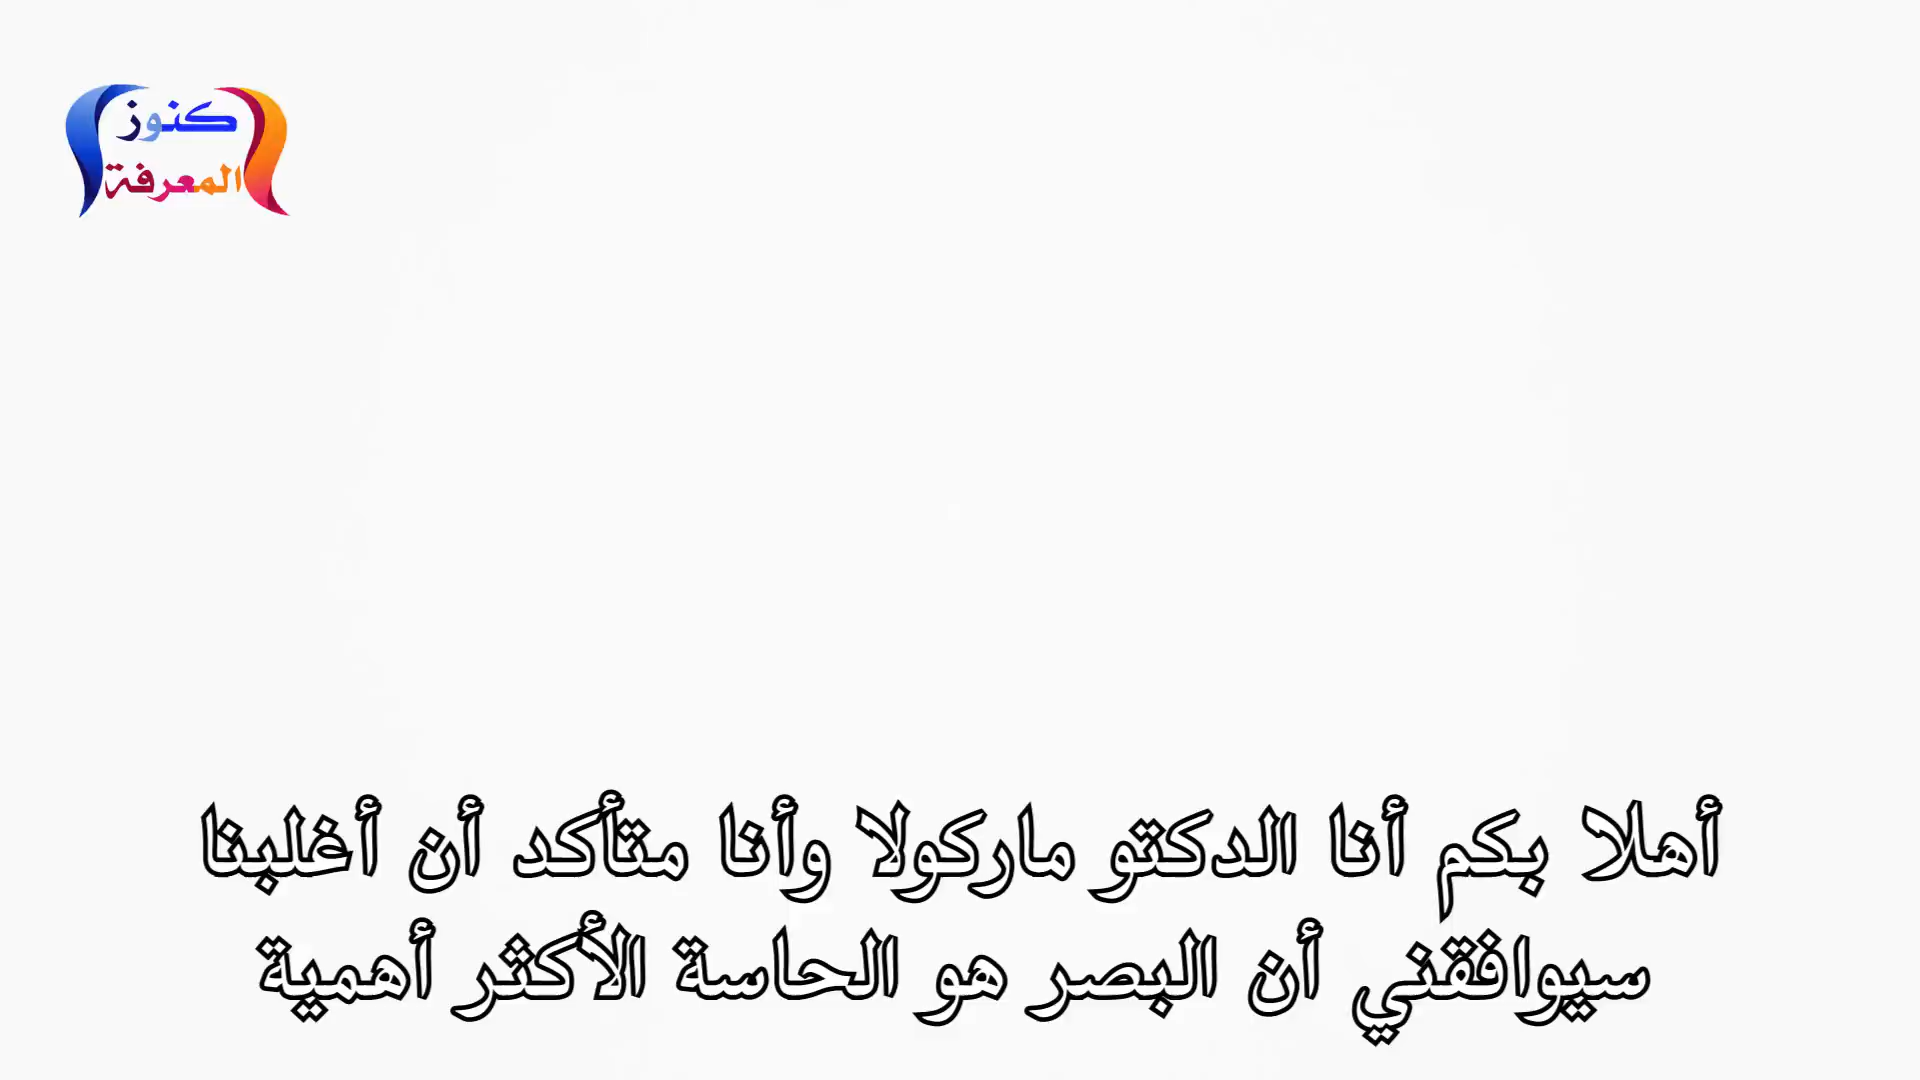 كنوز
المعرفة
أهلا بكم أنا الدكتو ماركولا وأنا متأكد أن أغلبنا
سيوافقني أن البصر هو الحاسة الأكثر أهمية